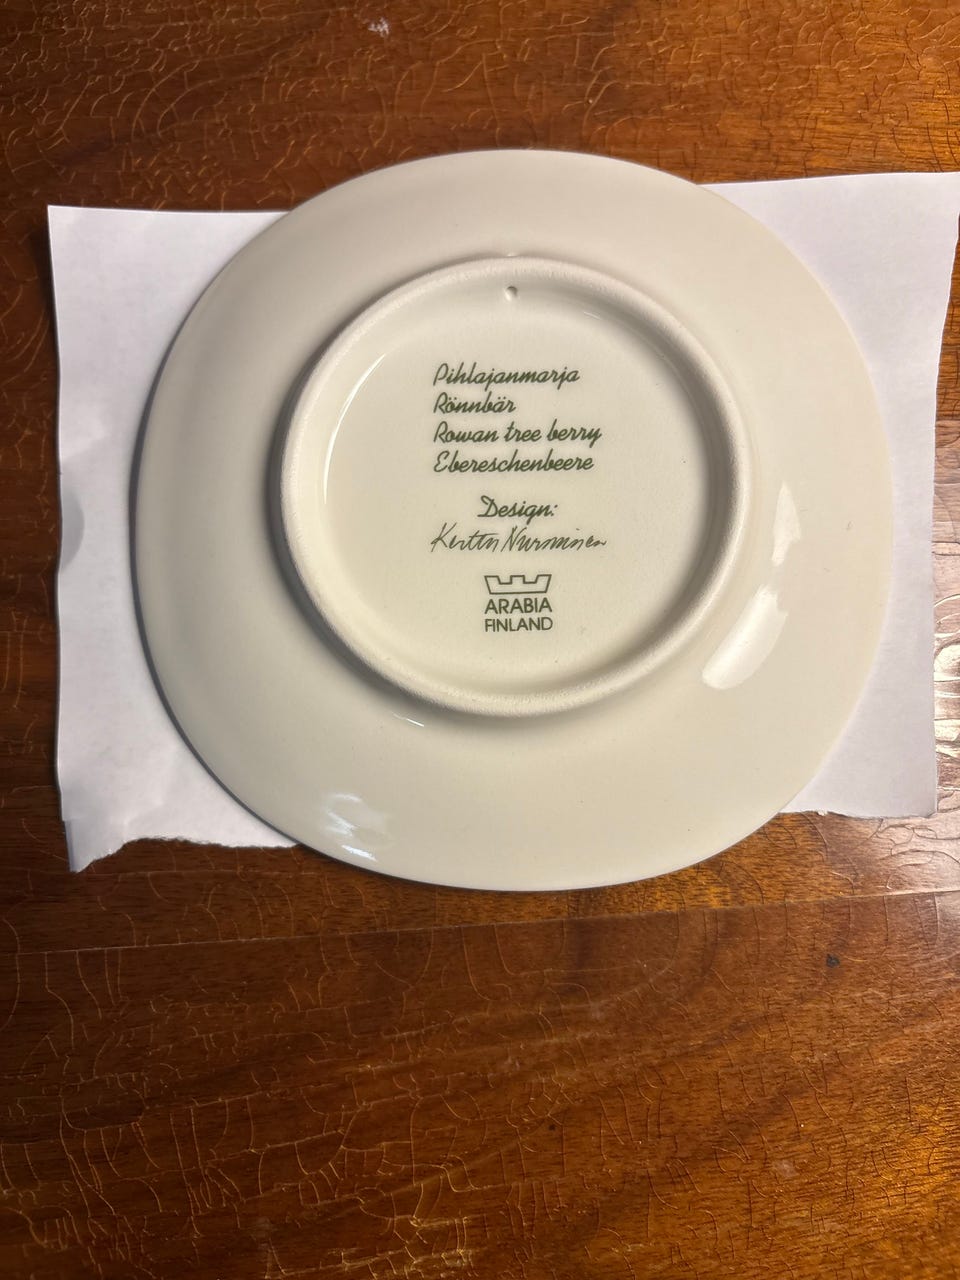 Pihlajanmarja
Rönnbär
Rowan tree berry
Ebereschenbeere
Design:
Kerttu Nurminen
ARABIA
FINLAND